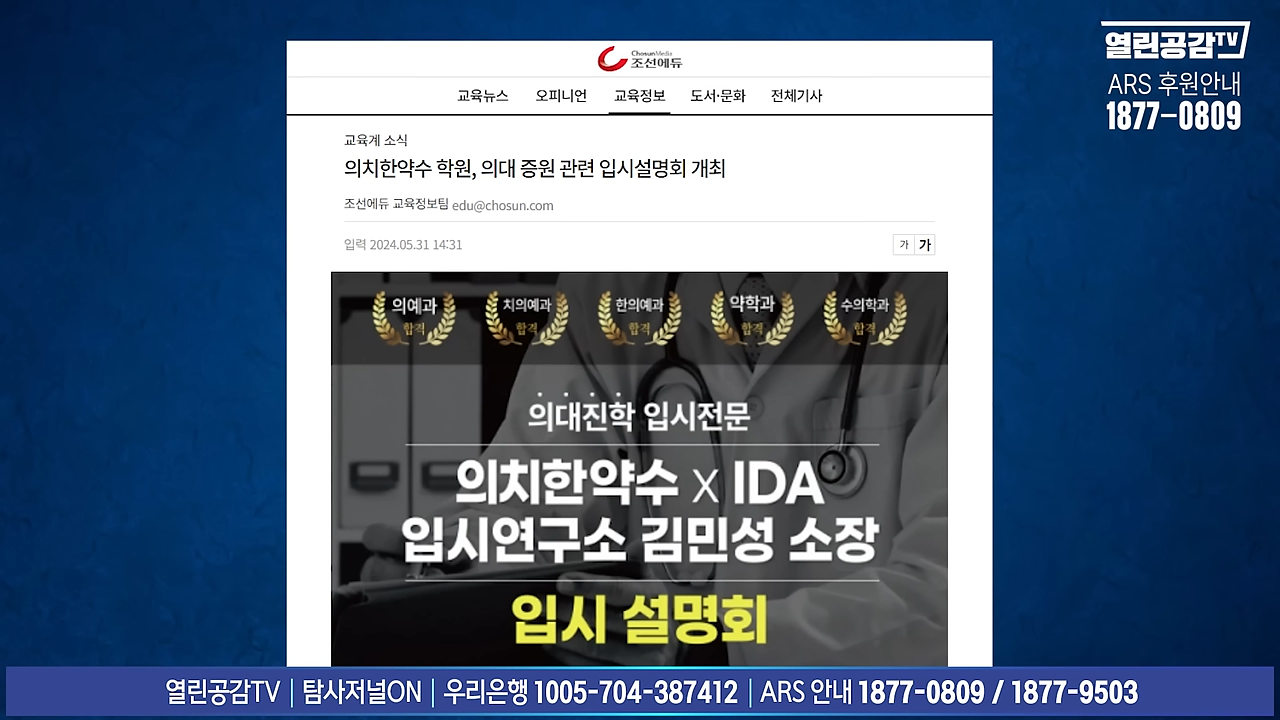 열린공감TV
ARS 후원안내
1877-0809
ChosunMedia
조선에듀
교육뉴스 오피니언 교육정보 도서·문화 전체기사
교육계 소식
의치한약수 학원, 의대 증원 관련 입시설명회 개최
조선에듀 교육정보팀 edu@chosun.com
입력 2024.05.31 14:31
가 가
의예과 치의예과 한의예과 약학과 수의학과
합격 합격 합격 합격 합격
의대진학 입시전문
의치한약수 X IDA
입시연구소 김민성 소장
입시 설명회
열린공감TV | 탐사저널ON | 우리은행 1005-704-387412 | ARS 안내 1877-0809 / 1877-9503